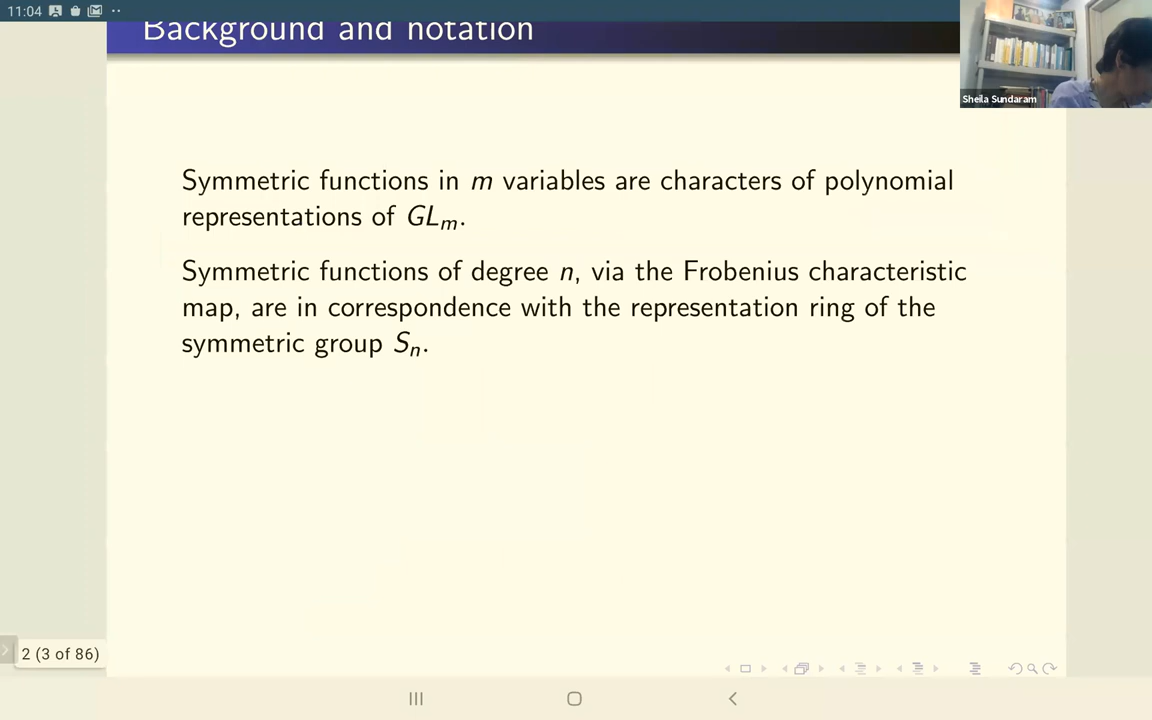 11:04
Background and notation
Sheila Sundaram
Symmetric functions in m variables are characters of polynomial
representations of GLm.
Symmetric functions of degree n, via the Frobenius characteristic
map, are in correspondence with the representation ring of the
symmetric group Sn.
2 (3 of 86)